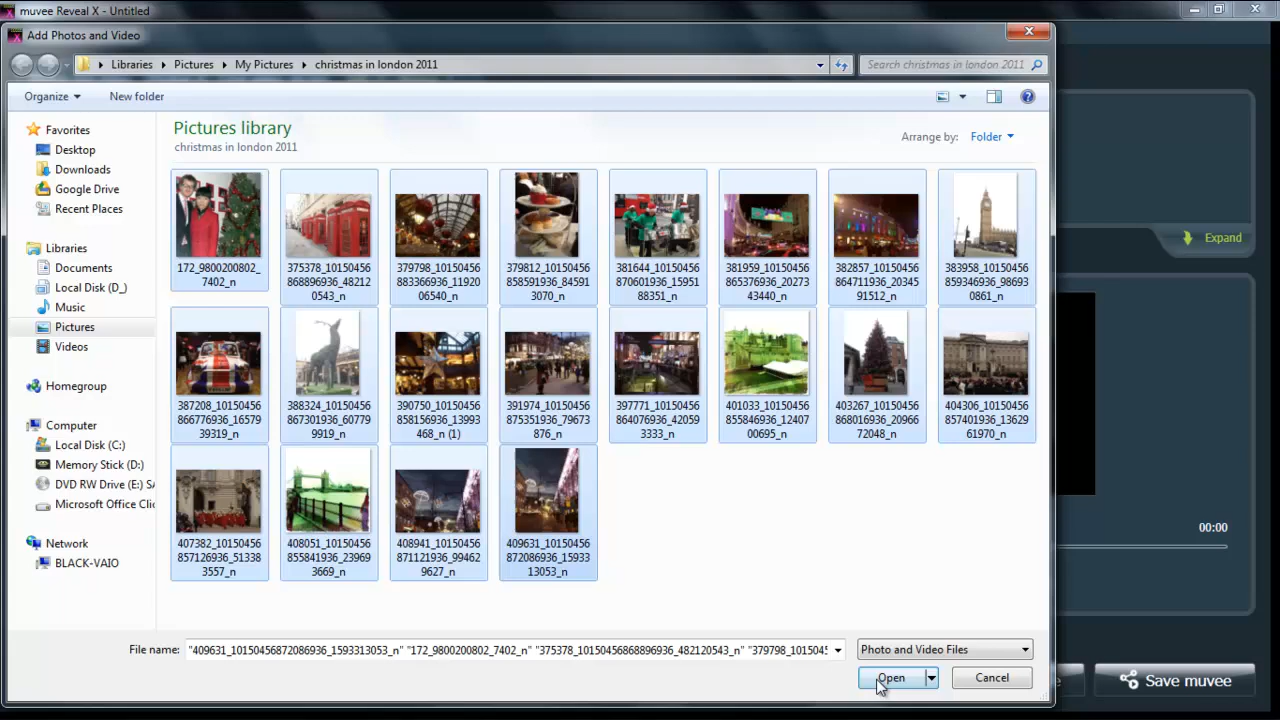 muvee Reveal X - Untitled
Add Photos and Video
Libraries Pictures My Pictures christmas in london 2011
Search christmas in london 2011
Organize New folder
Pictures library
christmas in london 2011
Arrange by: Folder
Favorites
Desktop
Downloads
Google Drive
Recent Places
Libraries
Documents
Local Disk (D_)
Music
Pictures
Videos
Homegroup
Computer
Local Disk (C:)
Memory Stick (D:)
DVD RW Drive (E:) SA
Microsoft Office Clic
Network
BLACK-VAIO
172_9800200802_
7402_n
375378_10150456
868896936_48212
0543_n
379798_10150456
883366936_11920
06540_n
379812_10150456
858591936_84591
3070_n
381644_10150456
870601936_15951
88351_n
381959_10150456
865376936_20273
43440_n
382857_10150456
864711936_20345
91512_n
383958_10150456
859346936_98693
0861_n
387208_10150456
866776936_16579
39319_n
388324_10150456
867301936_60779
9919_n
390750_10150456
858156936_13993
468_n (1)
391974_10150456
875351936_79673
876_n
397771_10150456
864076936_42059
3333_n
401033_10150456
855846936_12407
00695_n
403267_10150456
868016936_20966
72048_n
404306_10150456
857401936_13629
61970_n
407382_10150456
857126936_51338
3557_n
408051_10150456
855841936_23969
3669_n
408941_10150456
871121936_99462
9627_n
409631_10150456
872086936_15933
13053_n
File name: "409631_10150456872086936_1593313053_n" "172_9800200802_7402_n" "375378_10150456868896936_482120543_n" "379798_101504
Photo and Video Files
Open Cancel
Expand
00:00
Save muvee